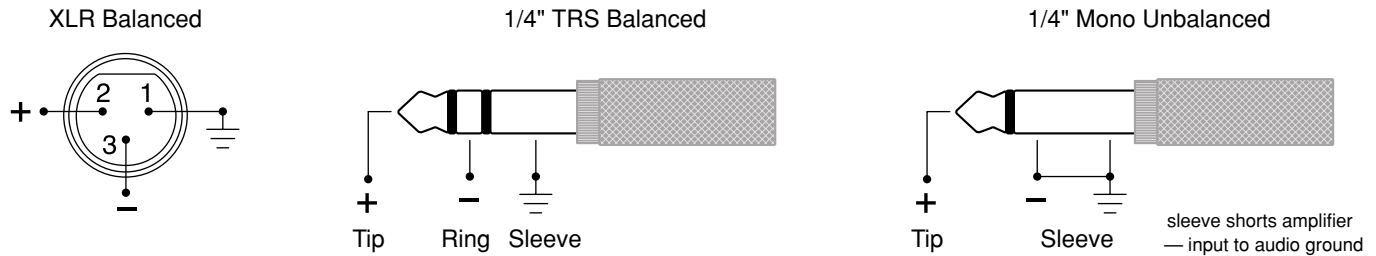 XLR Balanced
1/4" TRS Balanced
1/4" Mono Unbalanced
2 1
+
3
–
+ –
Tip Ring Sleeve
+ –
Tip Sleeve
sleeve shorts amplifier
— input to audio ground